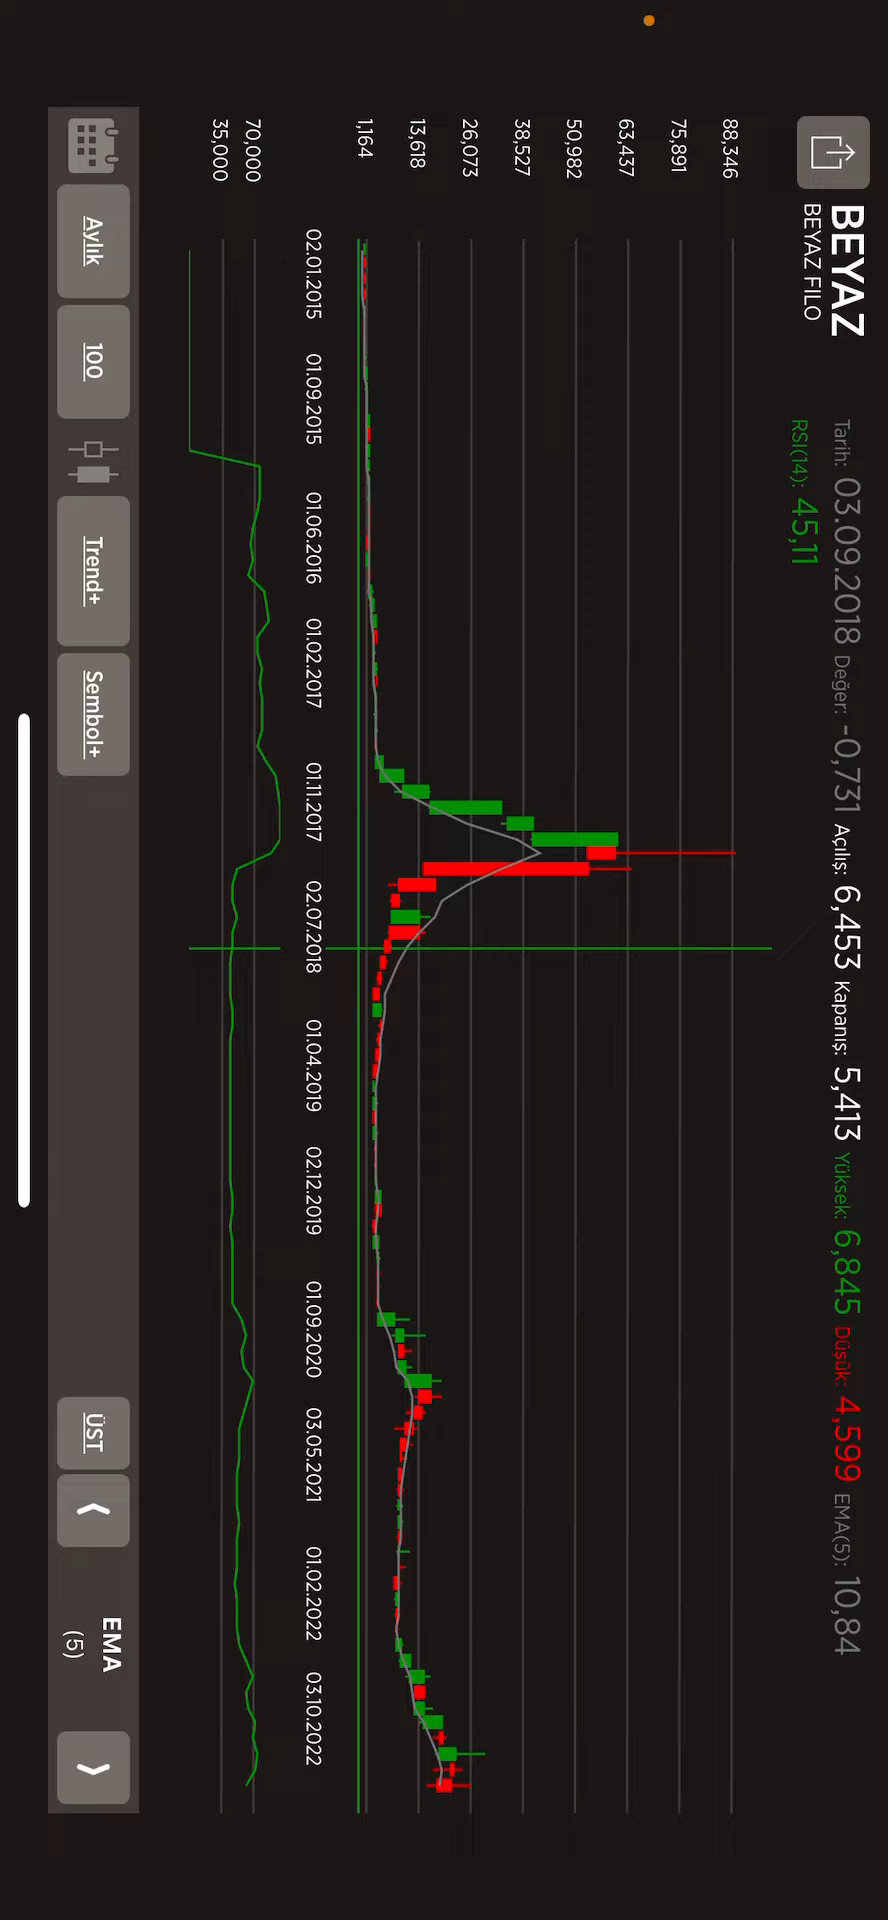 BEYAZ
BEYAZ FILO
Tarih: 03.09.2018 Değer: -0,731 Açılış: 6,453 Kapanış: 5,413 Yüksek: 6,845 Düşük: 4,599 EMA(5): 10,84
RSI(14): 45,11
88,346
75,891
63,437
50,982
38,527
26,073
13,618
1,164
02.01.2015 01.09.2015 01.06.2016 01.02.2017 01.11.2017 02.07.2018 01.04.2019 02.12.2019 01.09.2020 03.05.2021 01.02.2022 03.10.2022
70,000
35,000
Aylık 100 Trend+ Sembol+ ÜST EMA
(5)